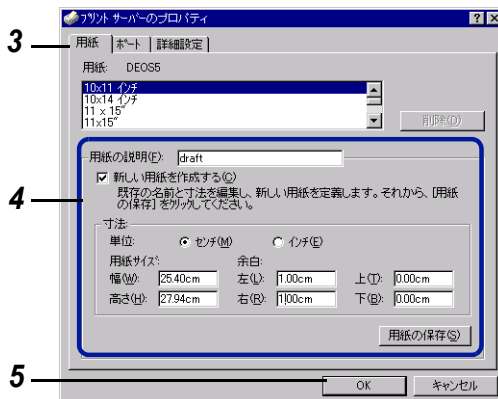 プリント サーバーのプロパティ
3
用紙 ポート 詳細設定
用紙: DEOS5
10x11 インチ
10x14 インチ
11 x 15"
11x15"
削除(D)
用紙の説明(F): draft
4
新しい用紙を作成する(C)
既存の名前と寸法を編集し、新しい用紙を定義します。それから、[用紙
の保存] をクリックしてください。
寸法:
単位: センチ(M) インチ(E)
用紙サイズ: 余白:
幅(W): 25.40cm 左(L): 1.00cm 上(T): 0.00cm
高さ(H): 27.94cm 右(R): 1.00cm 下(B): 0.00cm
用紙の保存(S)
5
OK キャンセル